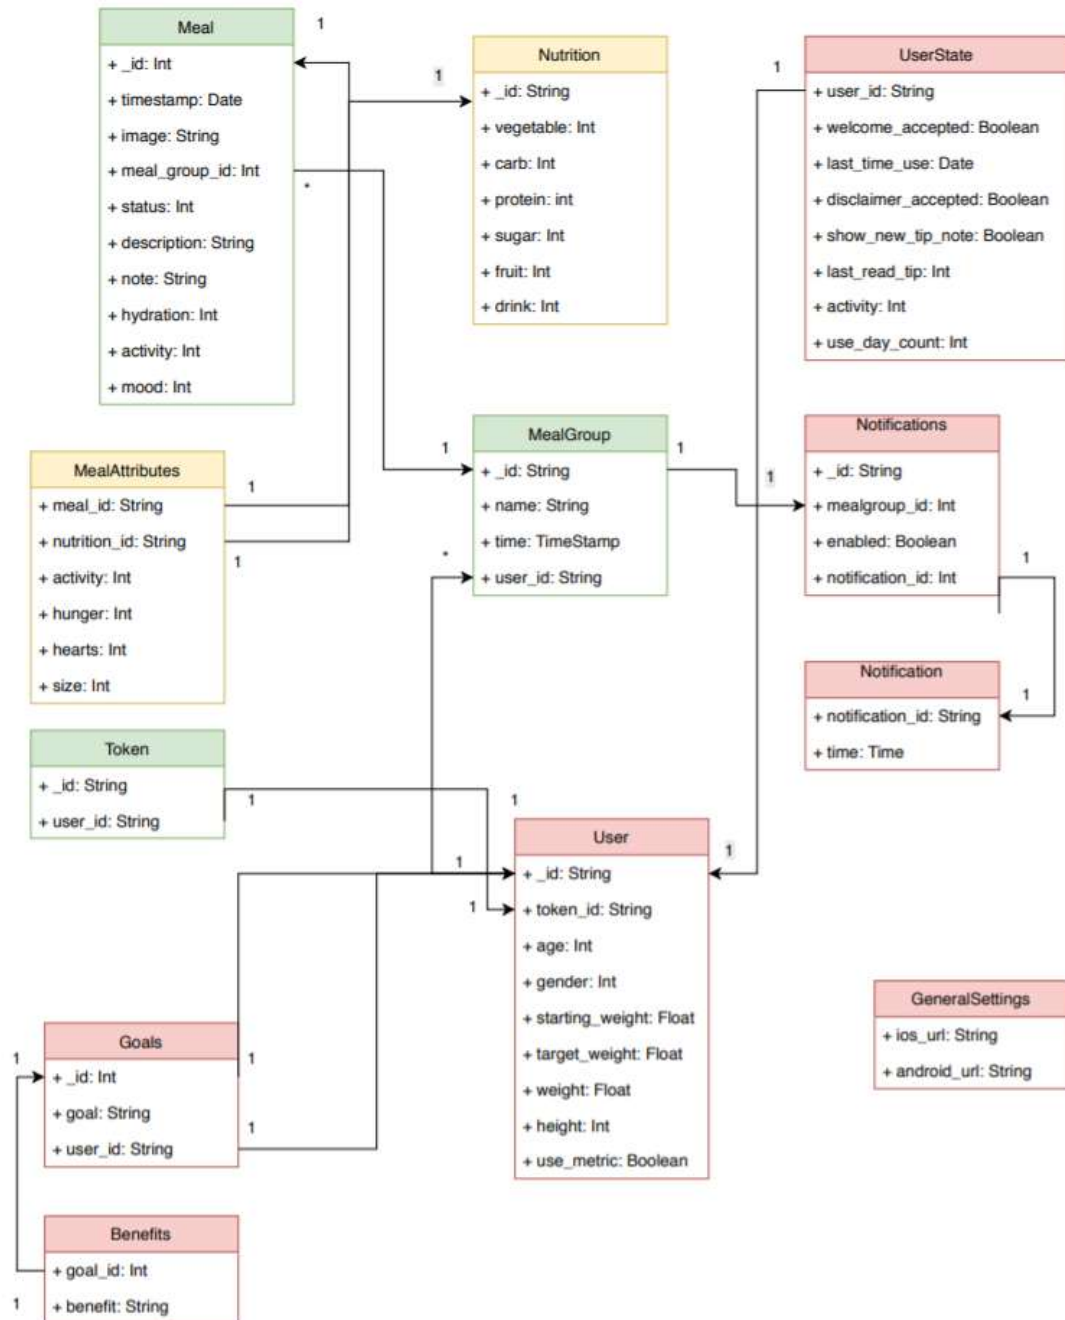 Meal
+ _id: Int
+ timestamp: Date
+ image: String
+ meal_group_id: Int
+ status: Int
+ description: String
+ note: String
+ hydration: Int
+ activity: Int
+ mood: Int
1
*
Nutrition
+ _id: String
+ vegetable: Int
+ carb: Int
+ protein: int
+ sugar: Int
+ fruit: Int
+ drink: Int
1
UserState
+ user_id: String
+ welcome_accepted: Boolean
+ last_time_use: Date
+ disclaimer_accepted: Boolean
+ show_new_tip_note: Boolean
+ last_read_tip: Int
+ activity: Int
+ use_day_count: Int
1
MealAttributes
+ meal_id: String
+ nutrition_id: String
+ activity: Int
+ hunger: Int
+ hearts: Int
+ size: Int
1
1
MealGroup
+ _id: String
+ name: String
+ time: TimeStamp
+ user_id: String
1
1
*
Notifications
+ _id: String
+ mealgroup_id: Int
+ enabled: Boolean
+ notification_id: Int
1
1
Notification
+ notification_id: String
+ time: Time
1
Token
+ _id: String
+ user_id: String
1
User
+ _id: String
+ token_id: String
+ age: Int
+ gender: Int
+ starting_weight: Float
+ target_weight: Float
+ weight: Float
+ height: Int
+ use_metric: Boolean
1
1
1
1
GeneralSettings
+ ios_url: String
+ android_url: String
Goals
+ _id: Int
+ goal: String
+ user_id: String
1
1
1
Benefits
+ goal_id: Int
+ benefit: String
1